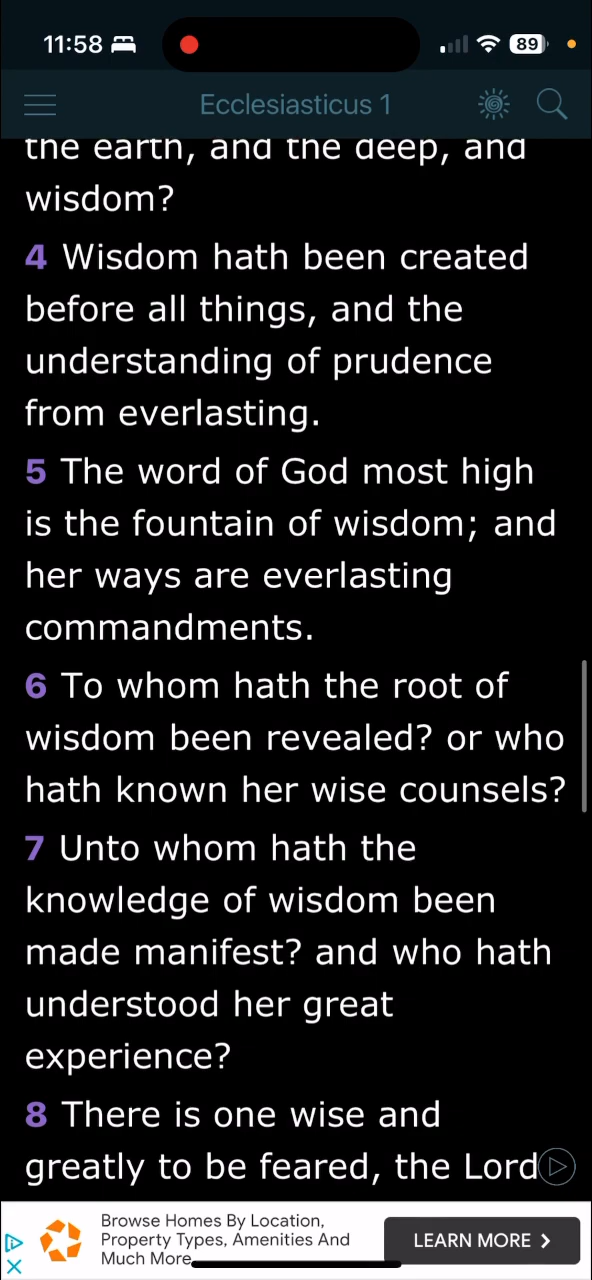 11:58
89
Ecclesiasticus 1
the earth, and the deep, and
wisdom?
4 Wisdom hath been created
before all things, and the
understanding of prudence
from everlasting.
5 The word of God most high
is the fountain of wisdom; and
her ways are everlasting
commandments.
6 To whom hath the root of
wisdom been revealed? or who
hath known her wise counsels?
7 Unto whom hath the
knowledge of wisdom been
made manifest? and who hath
understood her great
experience?
8 There is one wise and
greatly to be feared, the Lord
Browse Homes By Location,
Property Types, Amenities And
Much More
LEARN MORE